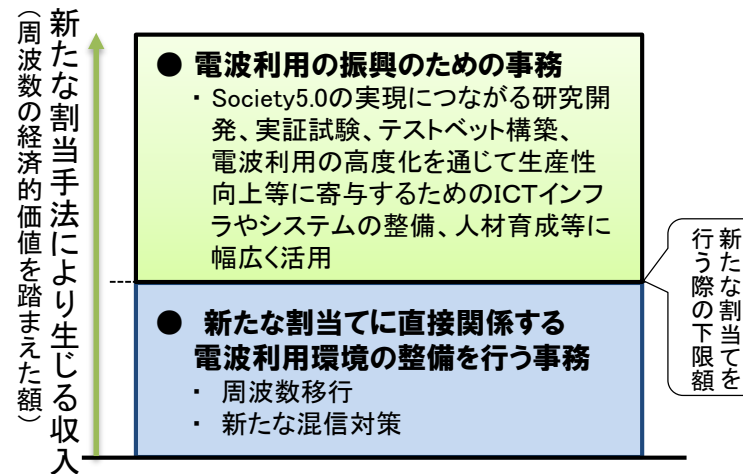 新たな割当手法により生じる収入
（周波数の経済的価値を踏まえた額）
● 電波利用の振興のための事務
・ Society5.0の実現につながる研究開
発、実証試験、テストベット構築、
電波利用の高度化を通じて生産性
向上等に寄与するためのICTインフ
ラやシステムの整備、人材育成等に
幅広く活用
● 新たな割当てに直接関係する
電波利用環境の整備を行う事務
・ 周波数移行
・ 新たな混信対策
新たな割当てを
行う際の下限額